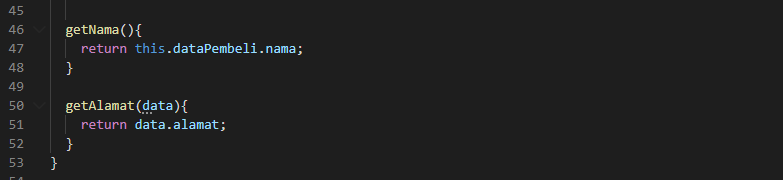 45
46 getNama(){
47 return this.dataPembeli.nama;
48 }
49
50 getAlamat(data){
51 return data.alamat;
52 }
53 }